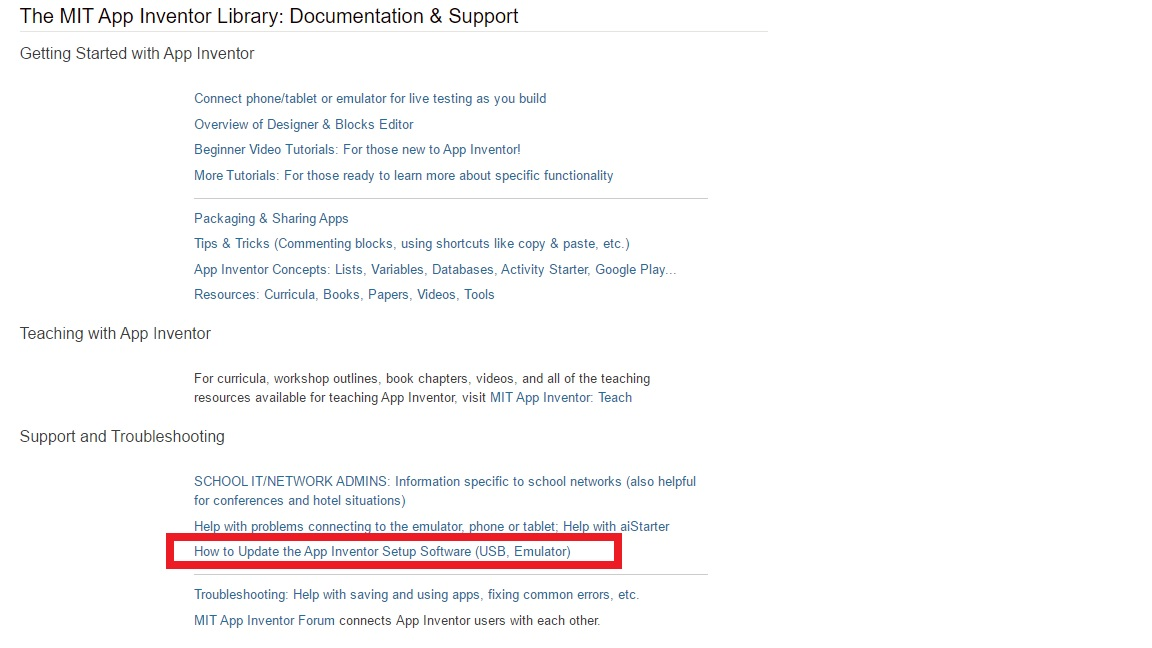 The MIT App Inventor Library: Documentation & Support
Getting Started with App Inventor
Connect phone/tablet or emulator for live testing as you build
Overview of Designer & Blocks Editor
Beginner Video Tutorials: For those new to App Inventor!
More Tutorials: For those ready to learn more about specific functionality
Packaging & Sharing Apps
Tips & Tricks (Commenting blocks, using shortcuts like copy & paste, etc.)
App Inventor Concepts: Lists, Variables, Databases, Activity Starter, Google Play...
Resources: Curricula, Books, Papers, Videos, Tools
Teaching with App Inventor
For curricula, workshop outlines, book chapters, videos, and all of the teaching
resources available for teaching App Inventor, visit MIT App Inventor: Teach
Support and Troubleshooting
SCHOOL IT/NETWORK ADMINS: Information specific to school networks (also helpful
for conferences and hotel situations)
Help with problems connecting to the emulator, phone or tablet; Help with aiStarter
How to Update the App Inventor Setup Software (USB, Emulator)
Troubleshooting: Help with saving and using apps, fixing common errors, etc.
MIT App Inventor Forum connects App Inventor users with each other.